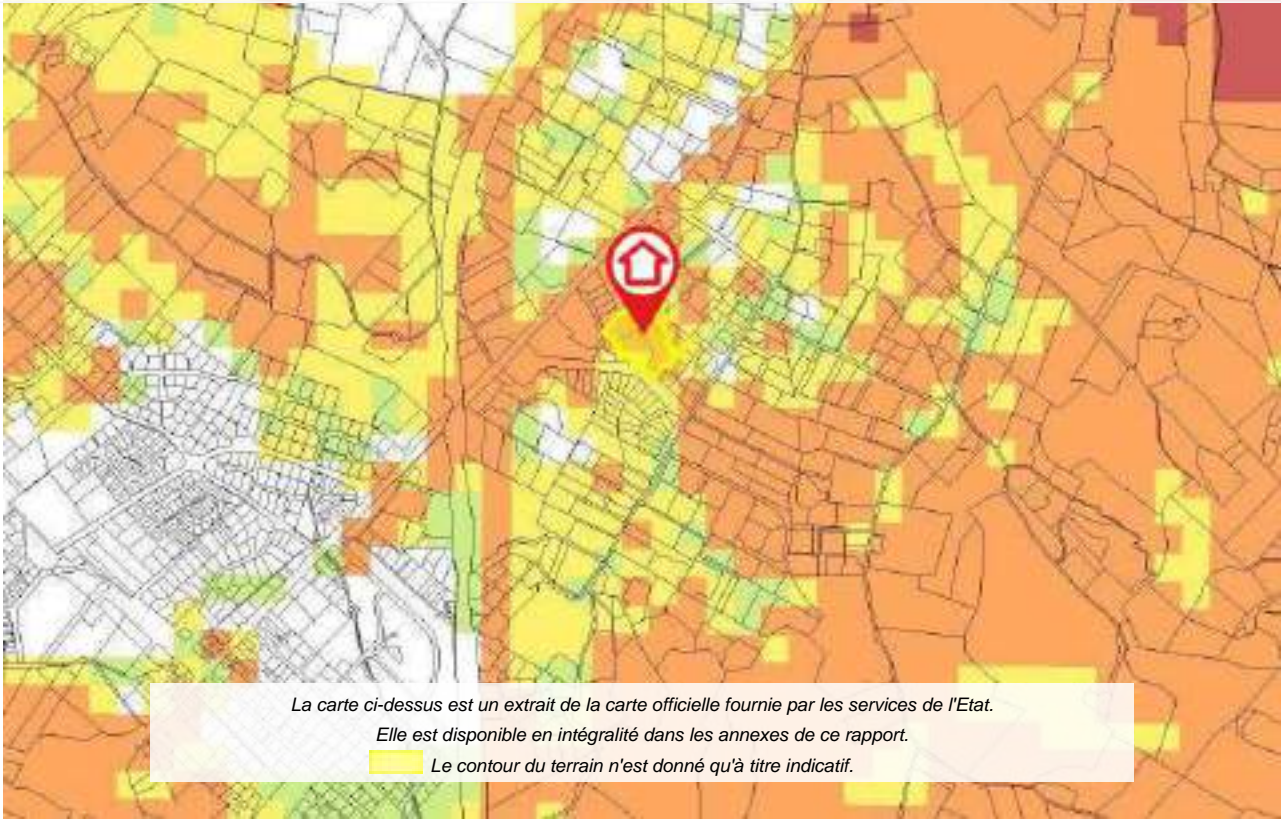 La carte ci-dessus est un extrait de la carte officielle fournie par les services de l'Etat.
Elle est disponible en intégralité dans les annexes de ce rapport.
Le contour du terrain n'est donné qu'à titre indicatif.